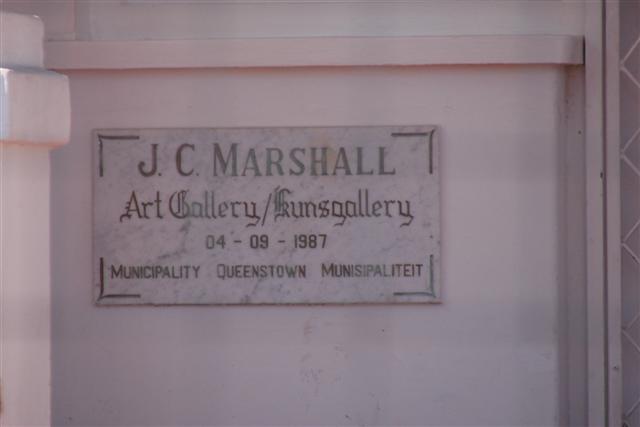 J. C. MARSHALL
Art Gallery/Kunsgallery
04 - 09 - 1987
MUNICIPALITY QUEENSTOWN MUNISIPALITEIT